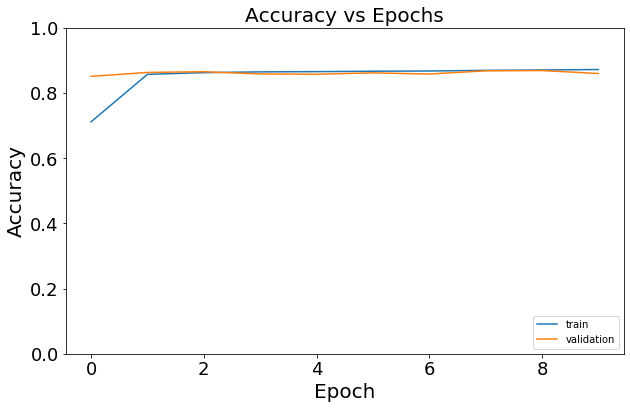 Accuracy vs Epochs
1.0
0.8
0.6
0.4
0.2
0.0
Accuracy
0 2 4 6 8
Epoch
train
validation